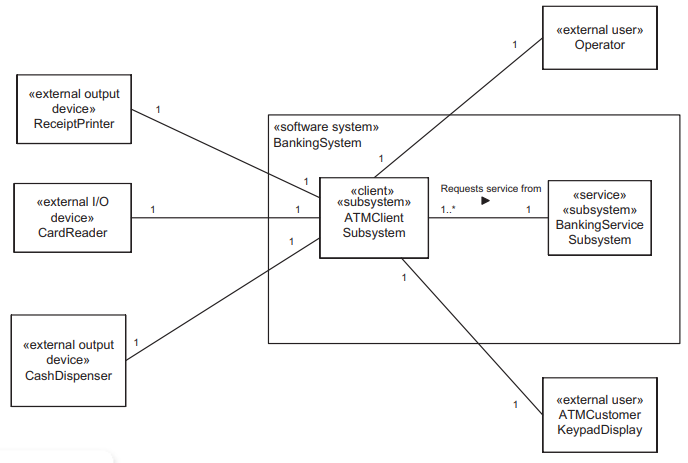 «external user»
Operator
1
«external output
device»
ReceiptPrinter
1
«software system»
BankingSystem
1
1
«client»
«subsystem»
ATMClient
Subsystem
Requests service from
1..*
1
«service»
«subsystem»
BankingService
Subsystem
«external I/O
device»
CardReader
1
1
1
1
«external output
device»
CashDispenser
1
1
«external user»
ATMCustomer
KeypadDisplay